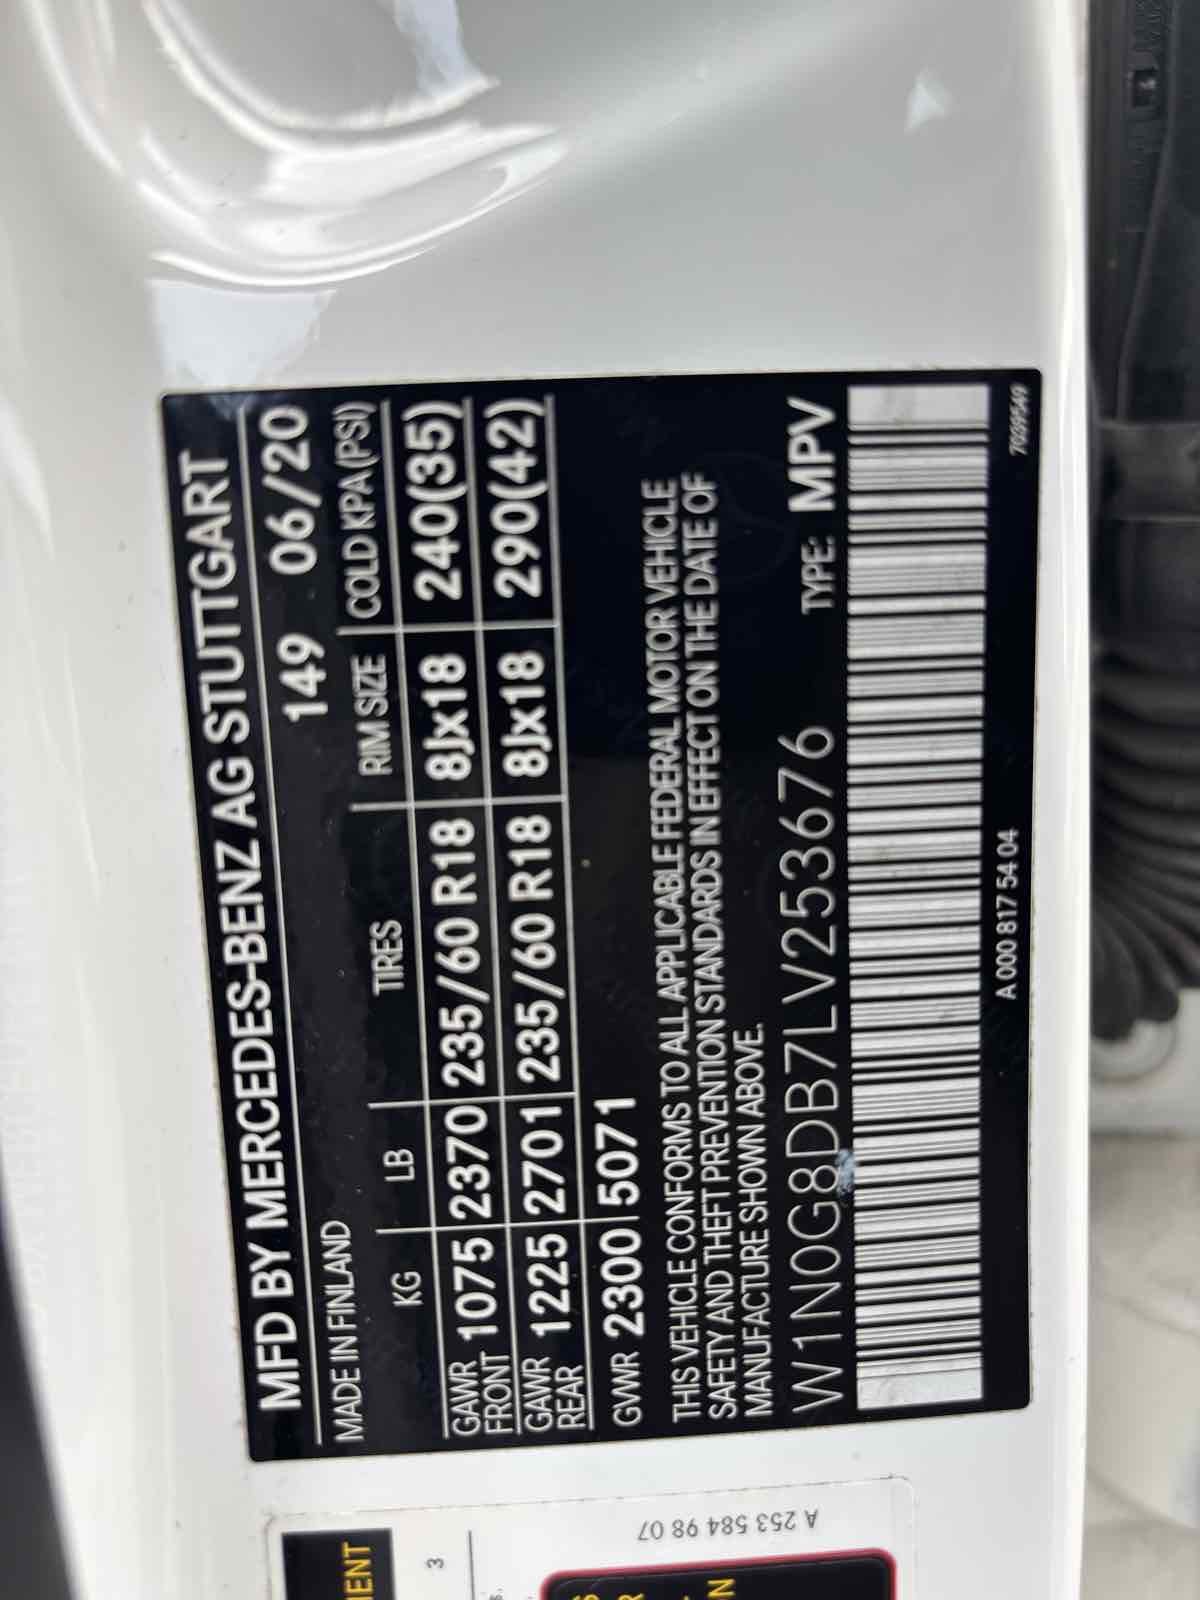 MFD BY MERCEDES-BENZ AG STUTTGART
MADE IN FINLAND 149 06/20
KG LB TIRES RIM SIZE COLD KPA (PSI)
GAWR FRONT 1075 2370 235/60 R18 8Jx18 240(35)
GAWR REAR 1225 2701 235/60 R18 8Jx18 290(42)
GVWR 2300 5071
THIS VEHICLE CONFORMS TO ALL APPLICABLE FEDERAL MOTOR VEHICLE
SAFETY AND THEFT PREVENTION STANDARDS IN EFFECT ON THE DATE OF
MANUFACTURE SHOWN ABOVE.
W1N0G8DB7LV253676 TYPE: MPV
A 000 817 54 04
7039549
A 253 584 98 07
3